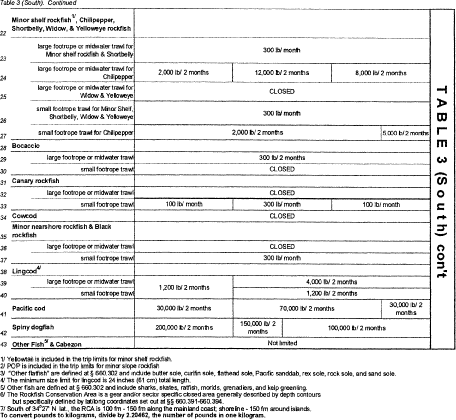 Table 3 (South). Continued
Minor shelf rockfish1/, Chilipepper,
Shortbelly, Widow, & Yelloweye rockfish
22
large footrope or midwater trawl for
Minor shelf rockfish & Shortbelly
300 lb/ month
23
large footrope or midwater trawl for
Chilipepper
2,000 lb/ 2 months
12,000 lb/ 2 months
8,000 lb/ 2 months
24
large footrope or midwater trawl for
Widow & Yelloweye
CLOSED
25
small footrope trawl for Minor Shelf,
Shortbelly, Widow & Yelloweye
300 lb/ month
26
small footrope trawl for Chilipepper
2,000 lb/ 2 months
5,000 lb/ 2 months
27
Bocaccio
28
large footrope or midwater trawl
300 lb/ 2 months
29
small footrope trawl
CLOSED
30
Canary rockfish
31
large footrope or midwater trawl
CLOSED
32
small footrope trawl
100 lb/ month
300 lb/ month
100 lb/ month
33
Cowcod
CLOSED
34
Minor nearshore rockfish & Black
rockfish
35
large footrope or midwater trawl
CLOSED
36
small footrope trawl
300 lb/ month
37
Lingcod4/
38
large footrope or midwater trawl
1,200 lb/ 2 months
4,000 lb/ 2 months
39
small footrope trawl
1,200 lb/ 2 months
40
Pacific cod
30,000 lb/ 2 months
70,000 lb/ 2 months
30,000 lb/ 2
months
41
Spiny dogfish
200,000 lb/ 2 months
150,000 lb/ 2
months
100,000 lb/ 2 months
42
Other Fish5/ & Cabezon
Not limited
43
TABLE 3 (South) con't
1/ Yellowtail is included in the trip limits for minor shelf rockfish.
2/ POP is included in the trip limits for minor slope rockfish
3/ "Other flatfish" are defined at § 660.302 and include butter sole, curlfin sole, flathead sole, Pacific sanddab, rex sole, rock sole, and sand sole.
4/ The minimum size limit for lingcod is 24 inches (61 cm) total length.
5/ Other fish are defined at § 660.302 and include sharks, skates, ratfish, morids, grenadiers, and kelp greenling.
6/ The Rockfish Conservation Area is a gear and/or sector specific closed area generally described by depth contours
but specifically defined by lat/long coordinates set out at §§ 660.391-660.394.
7/ South of 34°27' N lat., the RCA is 100 fm - 150 fm along the mainland coast; shoreline - 150 fm around islands.
To convert pounds to kilograms, divide by 2.20462, the number of pounds in one kilogram.